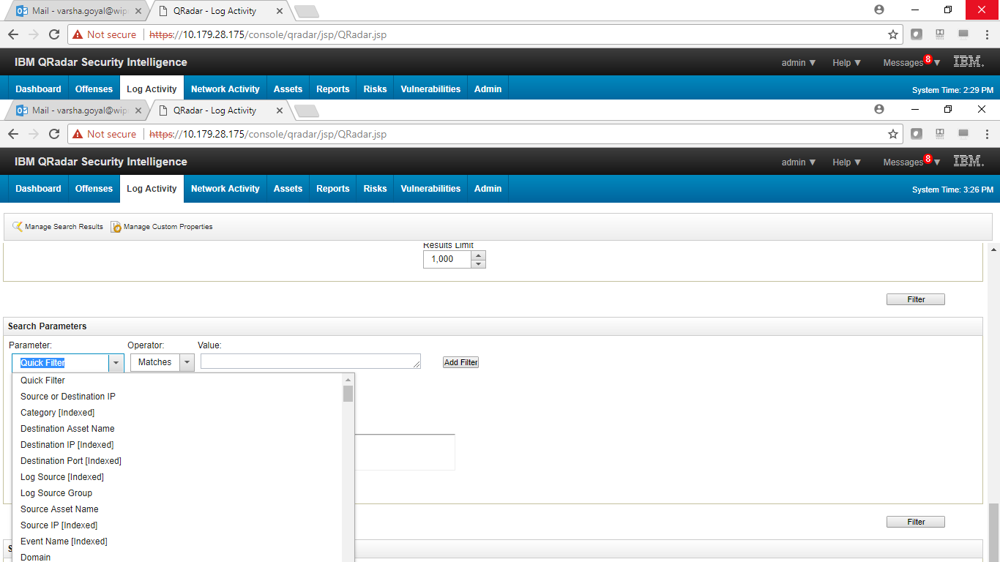 Mail - varsha.goyal@wip
QRadar - Log Activity
Not secure https://10.179.28.175/console/qradar/jsp/QRadar.jsp
IBM QRadar Security Intelligence admin ▼ Help ▼ Messages 8 ▼ IBM.
Dashboard Offenses Log Activity Network Activity Assets Reports Risks Vulnerabilities Admin System Time: 2:29 PM
Mail - varsha.goyal@wip
QRadar - Log Activity
Not secure https://10.179.28.175/console/qradar/jsp/QRadar.jsp
IBM QRadar Security Intelligence admin ▼ Help ▼ Messages 8 ▼ IBM.
Dashboard Offenses Log Activity Network Activity Assets Reports Risks Vulnerabilities Admin System Time: 3:26 PM
Manage Search Results Manage Custom Properties
Results Limit
1,000
Filter
Search Parameters
Parameter: Operator: Value:
Quick Filter Matches Add Filter
Quick Filter
Source or Destination IP
Category [Indexed]
Destination Asset Name
Destination IP [Indexed]
Destination Port [Indexed]
Log Source [Indexed]
Log Source Group
Source Asset Name
Source IP [Indexed]
Filter
Event Name [Indexed]
Domain